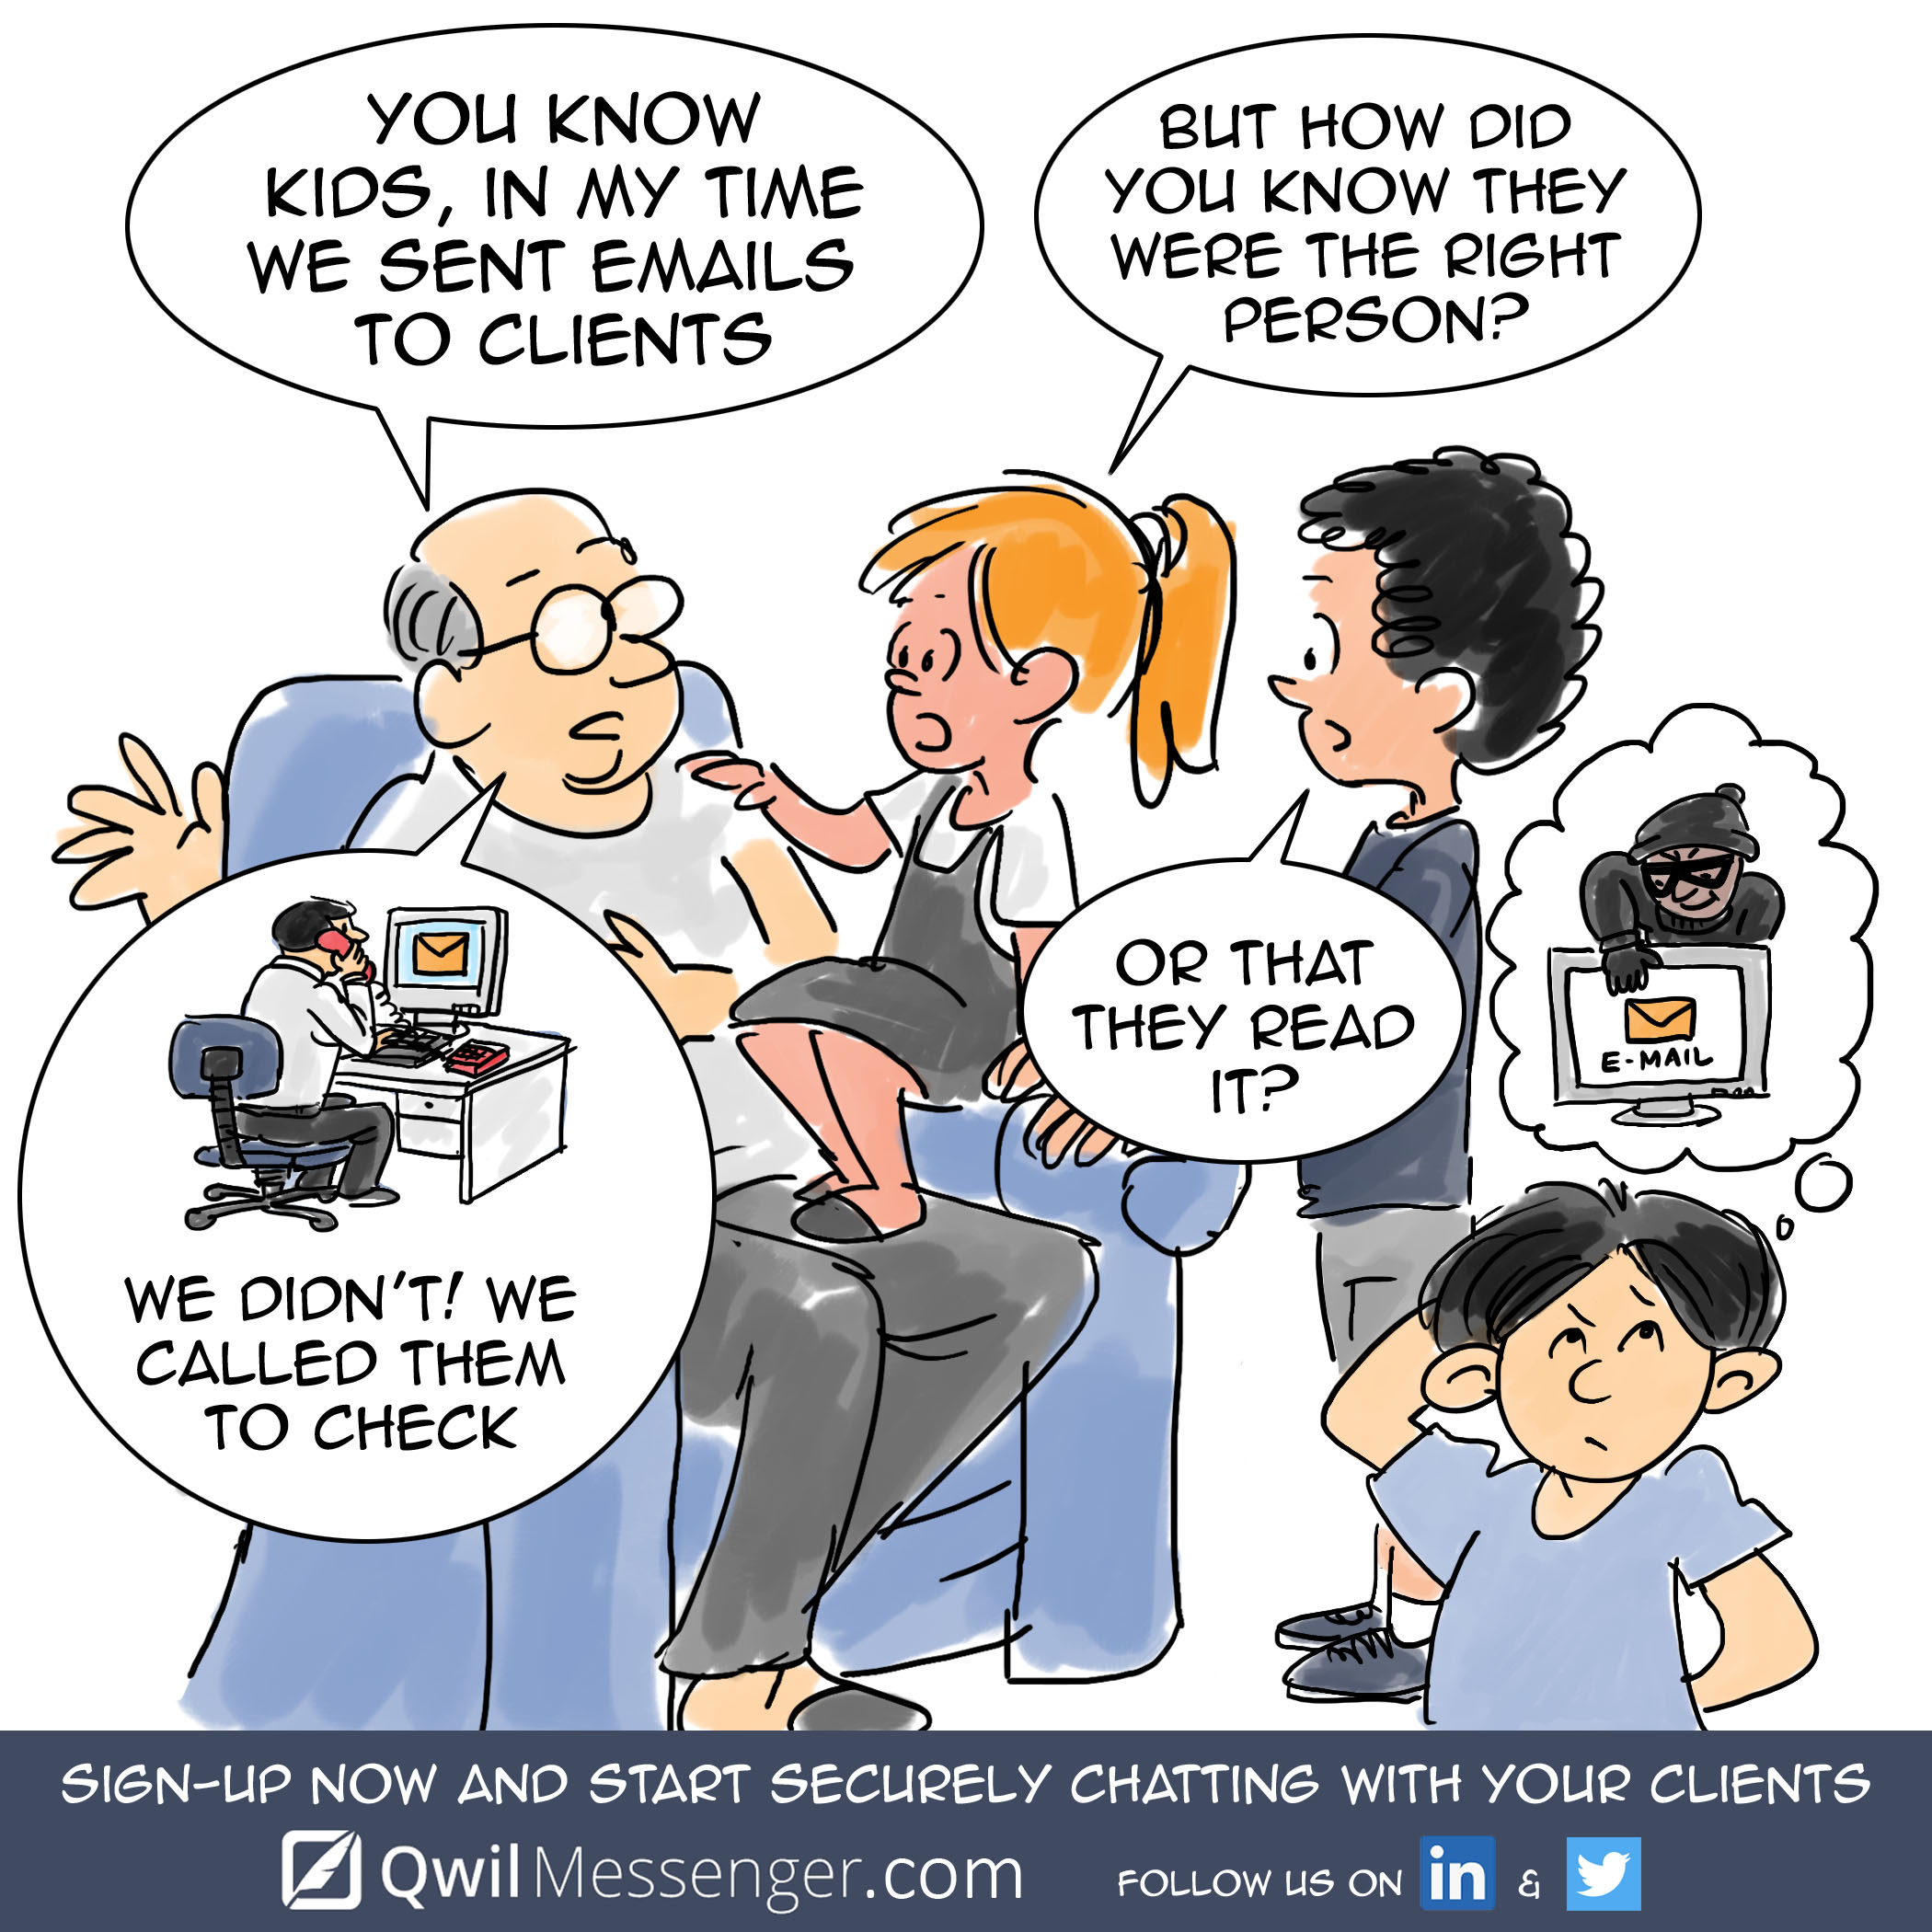 YOU KNOW
KIDS, IN MY TIME
WE SENT EMAILS
TO CLIENTS
BUT HOW DID
YOU KNOW THEY
WERE THE RIGHT
PERSON?
OR THAT
THEY READ
IT?
E-MAIL
WE DIDN'T! WE
CALLED THEM
TO CHECK
SIGN-UP NOW AND START SECURELY CHATTING WITH YOUR CLIENTS
QwilMessenger.com
FOLLOW US ON in &